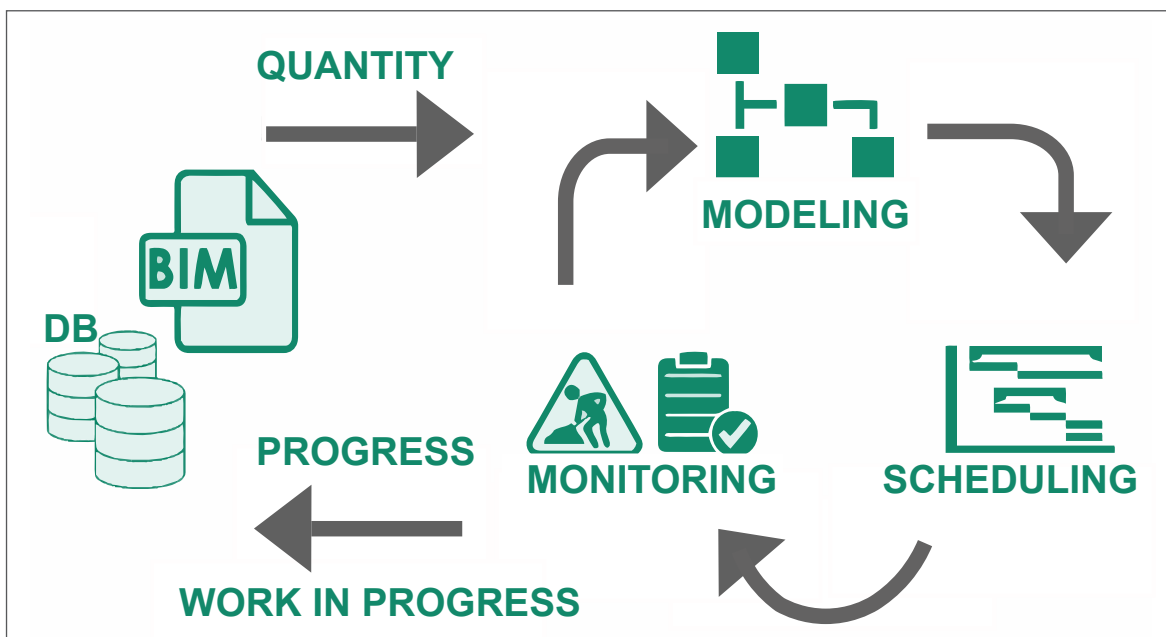 QUANTITY
MODELING
BIM
DB
PROGRESS
MONITORING
SCHEDULING
WORK IN PROGRESS